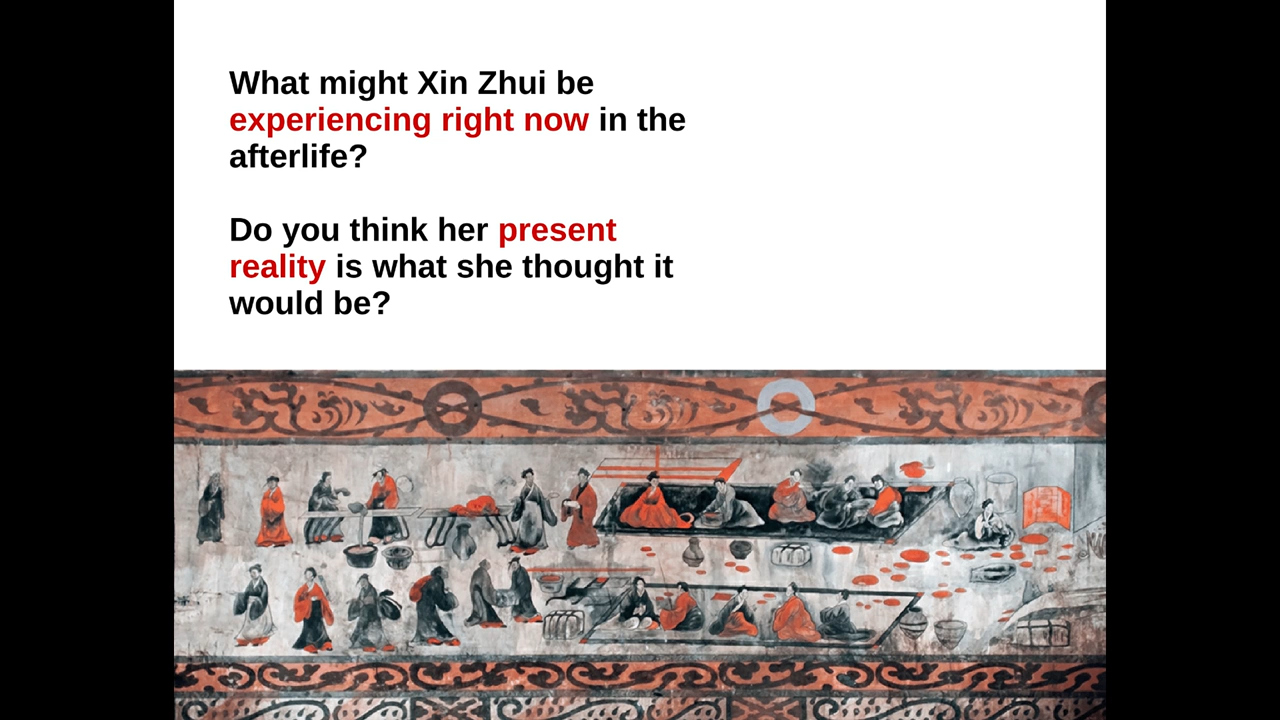 What might Xin Zhui be
experiencing right now in the
afterlife?
Do you think her present
reality is what she thought it
would be?